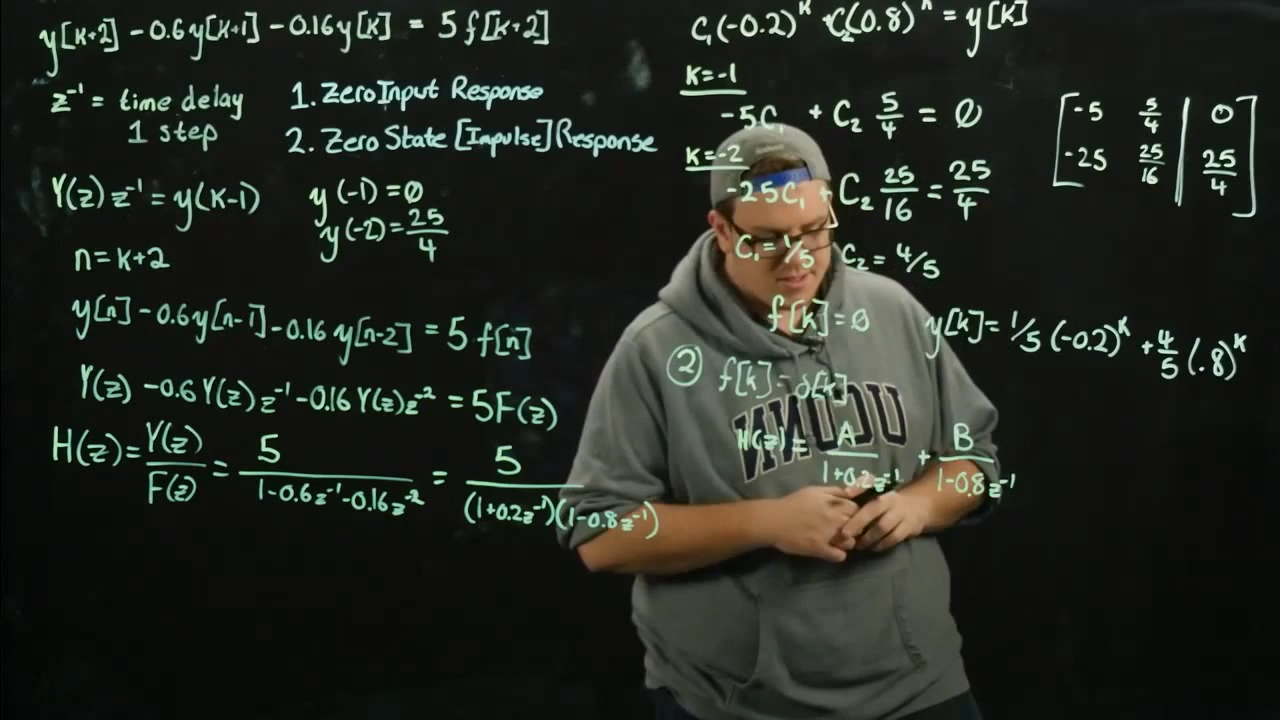 y[k+2] - 0.6y[k+1] - 0.16y[k] = 5f[k+2]
z⁻¹ = time delay
1 step
1. Zero Input Response
2. Zero State [Impulse] Response
Y(z)z⁻¹ = y(k-1)
y(-1) = 0
y(-2) = 25/4
n = k+2
y[n] - 0.6y[n-1] - 0.16y[n-2] = 5f[n]
Y(z) - 0.6Y(z)z⁻¹ - 0.16Y(z)z⁻² = 5F(z)
H(z) = Y(z)/F(z) = 5/(1-0.6z⁻¹-0.16z⁻²) = 5/((1+0.2z⁻¹)(1-0.8z⁻¹))
C₁(-0.2)ᵏ + C₂(0.8)ᵏ = y[k]
k=-1
-5C₁ + C₂ 5/4 = 0
k=-2
-25C₁ + C₂ 25/16 = 25/4
C₁ = 1/5 C₂ = 4/5
[-5 5/4 | 0
-25 25/16 | 25/4]
f[k] = 0
y[k] = 1/5(-0.2)ᵏ + 4/5(.8)ᵏ
② f[k] = δ[k]
H(z) = A/(1+0.2z⁻¹) + B/(1-0.8z⁻¹)
UCONN